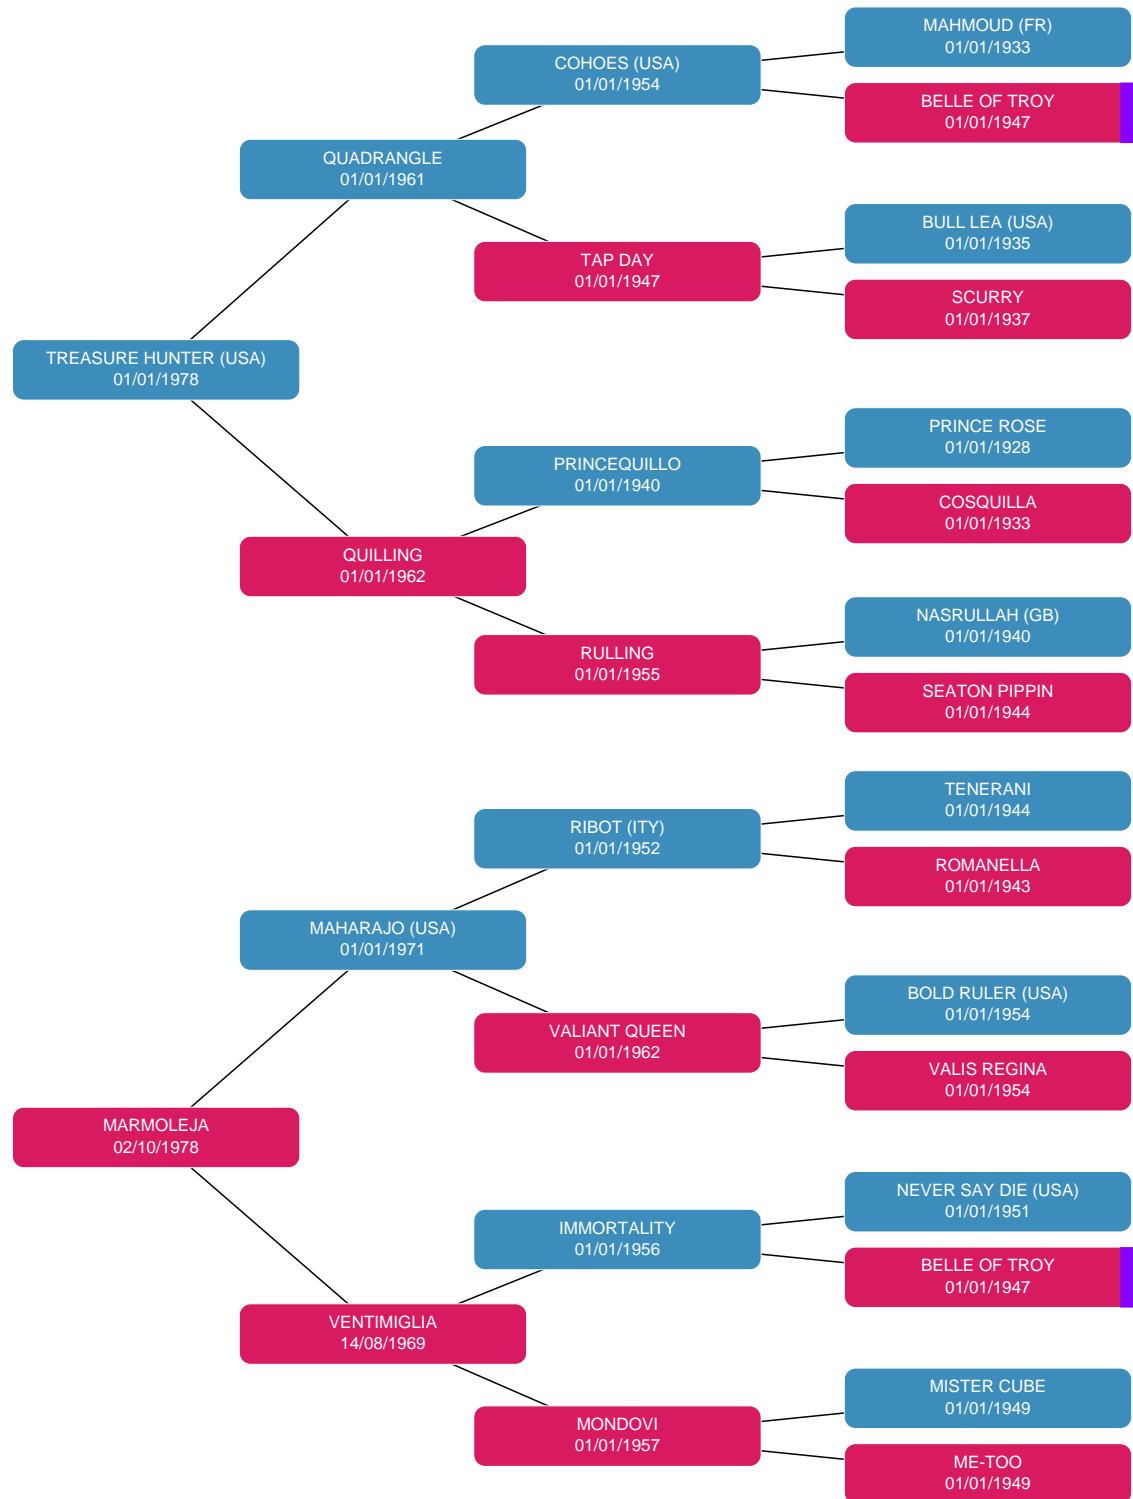 MAHMOUD (FR)
01/01/1933
COHOES (USA)
01/01/1954
BELLE OF TROY
01/01/1947
QUADRANGLE
01/01/1961
BULL LEA (USA)
01/01/1935
TAP DAY
01/01/1947
SCURRY
01/01/1937
TREASURE HUNTER (USA)
01/01/1978
PRINCE ROSE
01/01/1928
PRINCEQUILLO
01/01/1940
COSQUILLA
01/01/1933
QUILLING
01/01/1962
NASRULLAH (GB)
01/01/1940
RULLING
01/01/1955
SEATON PIPPIN
01/01/1944
TENERANI
01/01/1944
RIBOT (ITY)
01/01/1952
ROMANELLA
01/01/1943
MAHARAJO (USA)
01/01/1971
BOLD RULER (USA)
01/01/1954
VALIANT QUEEN
01/01/1962
VALIS REGINA
01/01/1954
MARMOLEJA
02/10/1978
NEVER SAY DIE (USA)
01/01/1951
IMMORTALITY
01/01/1956
BELLE OF TROY
01/01/1947
VENTIMIGLIA
14/08/1969
MISTER CUBE
01/01/1949
MONDOVI
01/01/1957
ME-TOO
01/01/1949